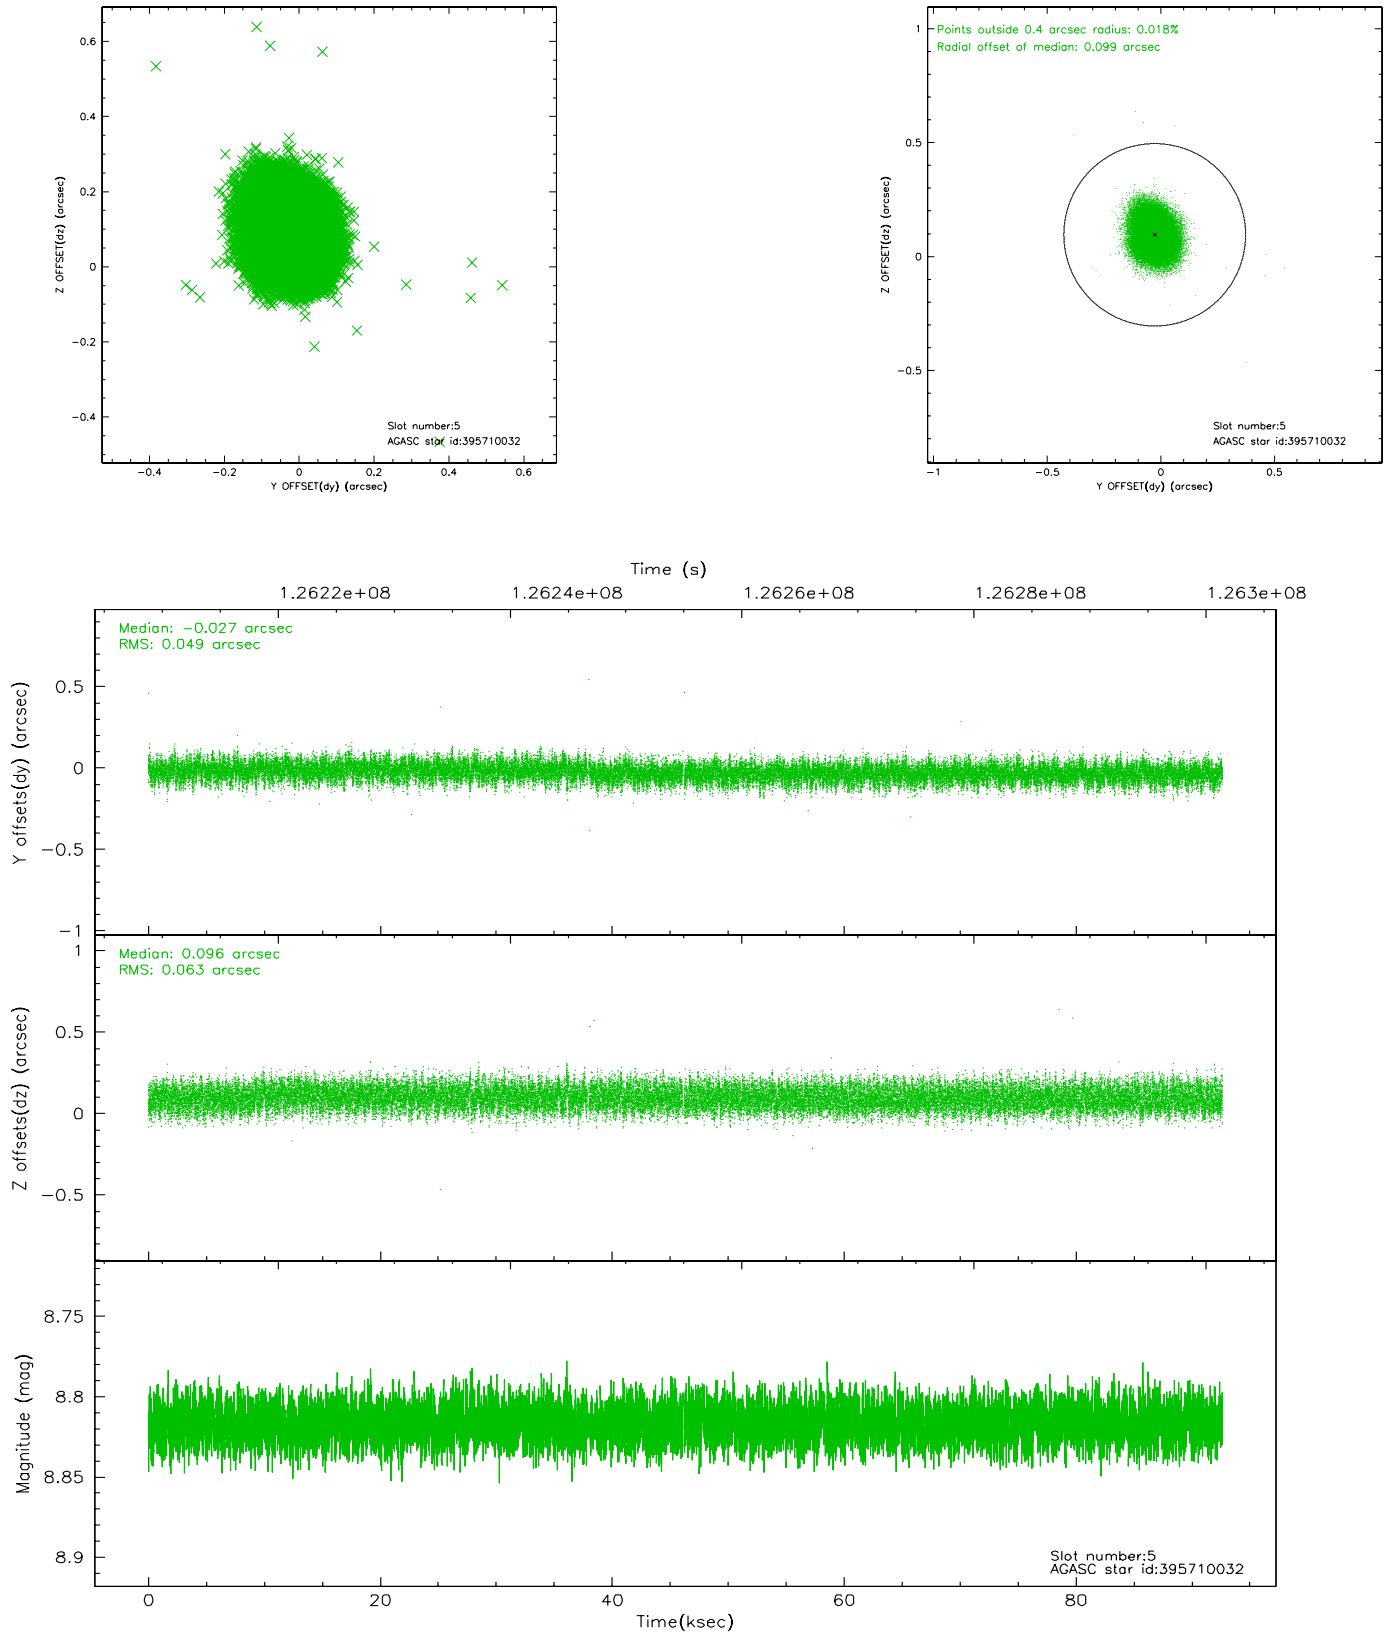 0.6
0.4
0.2
0
−0.2
−0.4
Z OFFSET(dz) (arcsec)
Slot number:5
AGASC star id:395710032
−0.4 −0.2 0 0.2 0.4 0.6
Y OFFSET(dy) (arcsec)
Points outside 0.4 arcsec radius: 0.018%
Radial offset of median: 0.099 arcsec
1
0.5
0
−0.5
Z OFFSET(dz) (arcsec)
Slot number:5
AGASC star id:395710032
−1 −0.5 0 0.5
Y OFFSET(dy) (arcsec)
Time (s)
1.2622e+08 1.2624e+08 1.2626e+08 1.2628e+08 1.263e+08
Median: −0.027 arcsec
RMS: 0.049 arcsec
0.5
0
−0.5
−1
Y offsets(dy) (arcsec)
Median: 0.096 arcsec
RMS: 0.063 arcsec
1
0.5
0
−0.5
Z offsets(dz) (arcsec)
8.75
8.8
8.85
8.9
Magnitude (mag)
Slot number:5
AGASC star id:395710032
0 20 40 60 80
Time(ksec)